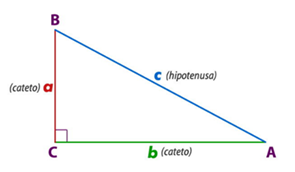 B
(cateto) a
c (hipotenusa)
C
b (cateto)
A